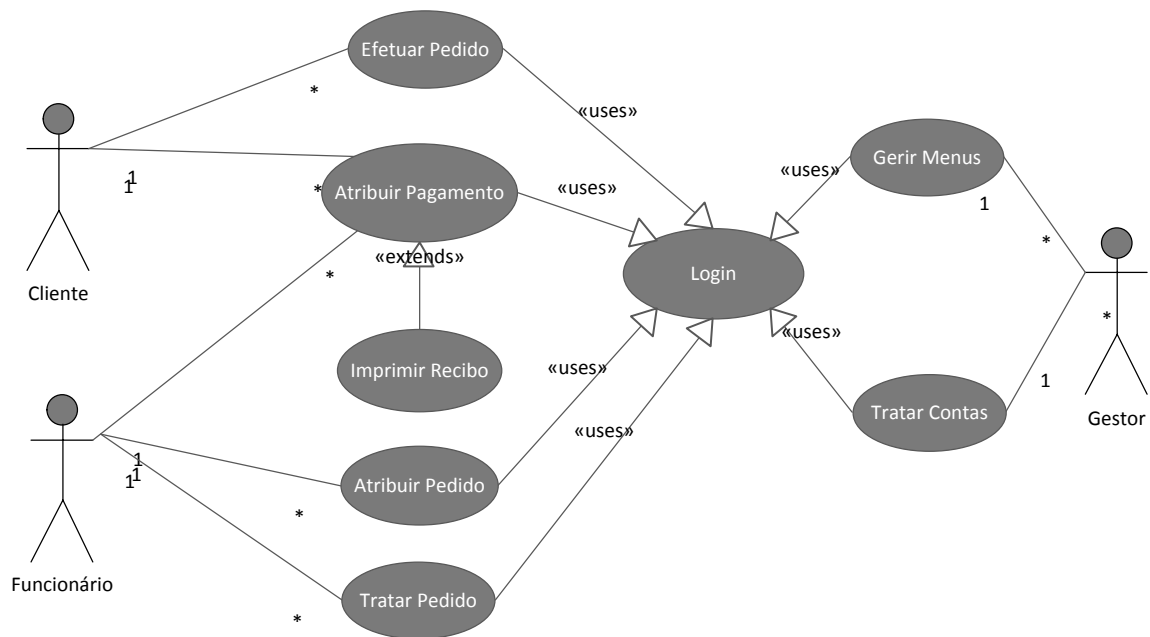 Efetuar Pedido
*
«uses»
Gerir Menus
1
1
*
Atribuir Pagamento
«uses»
«uses»
1
*
«extends»
*
Login
Cliente
*
«uses»
Imprimir Recibo
«uses»
1
Tratar Contas
Gestor
«uses»
1
1
1
Atribuir Pedido
*
Funcionário
Tratar Pedido
*